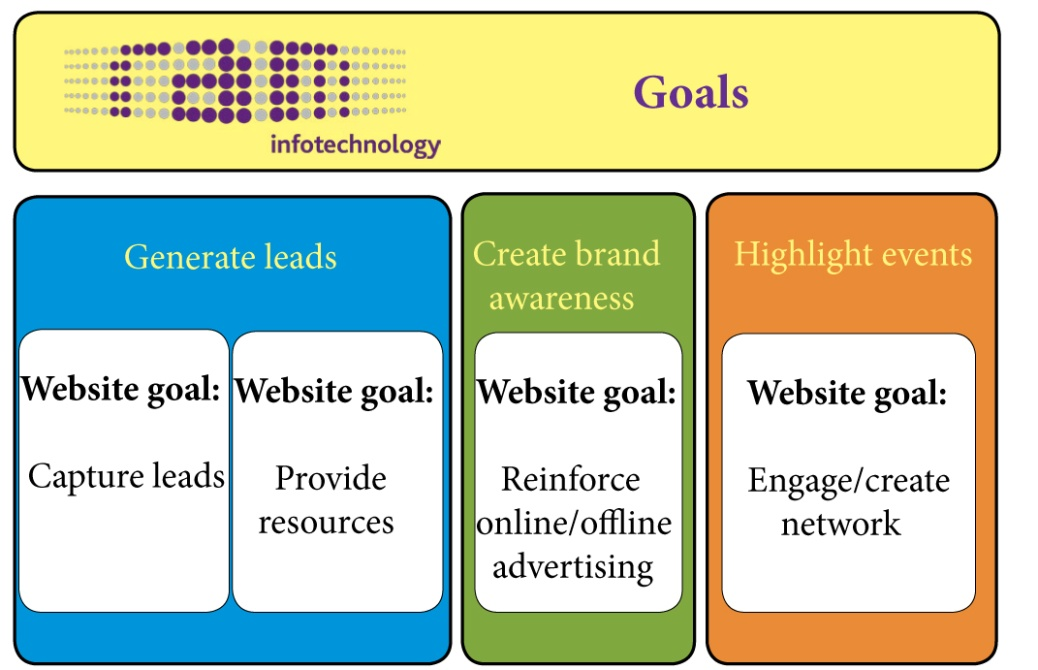 Goals
infotechnology
Generate leads
Create brand
awareness
Highlight events
Website goal:
Capture leads
Website goal:
Provide
resources
Website goal:
Reinforce
online/offline
advertising
Website goal:
Engage/create
network